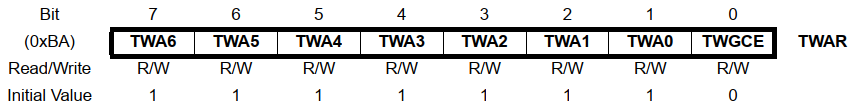 Bit 7 6 5 4 3 2 1 0
(0xBA) TWA6 TWA5 TWA4 TWA3 TWA2 TWA1 TWA0 TWGCE TWAR
Read/Write R/W R/W R/W R/W R/W R/W R/W R/W
Initial Value 1 1 1 1 1 1 1 0